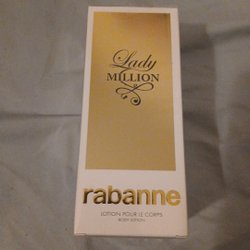 Lady
MILLION
rabanne
LOTION POUR LE CORPS
BODY LOTION